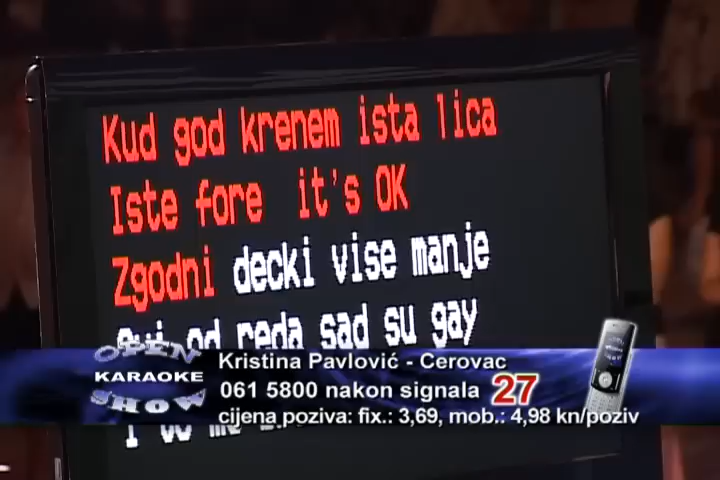 Kud god krenem ista lica
Iste fore it's OK
Zgodni decki vise manje
od reda sad su gay
OPEN
KARAOKE
SHOW
Kristina Pavlović - Cerovac
061 5800 nakon signala 27
cijena poziva: fix.: 3,69, mob.: 4,98 kn/poziv